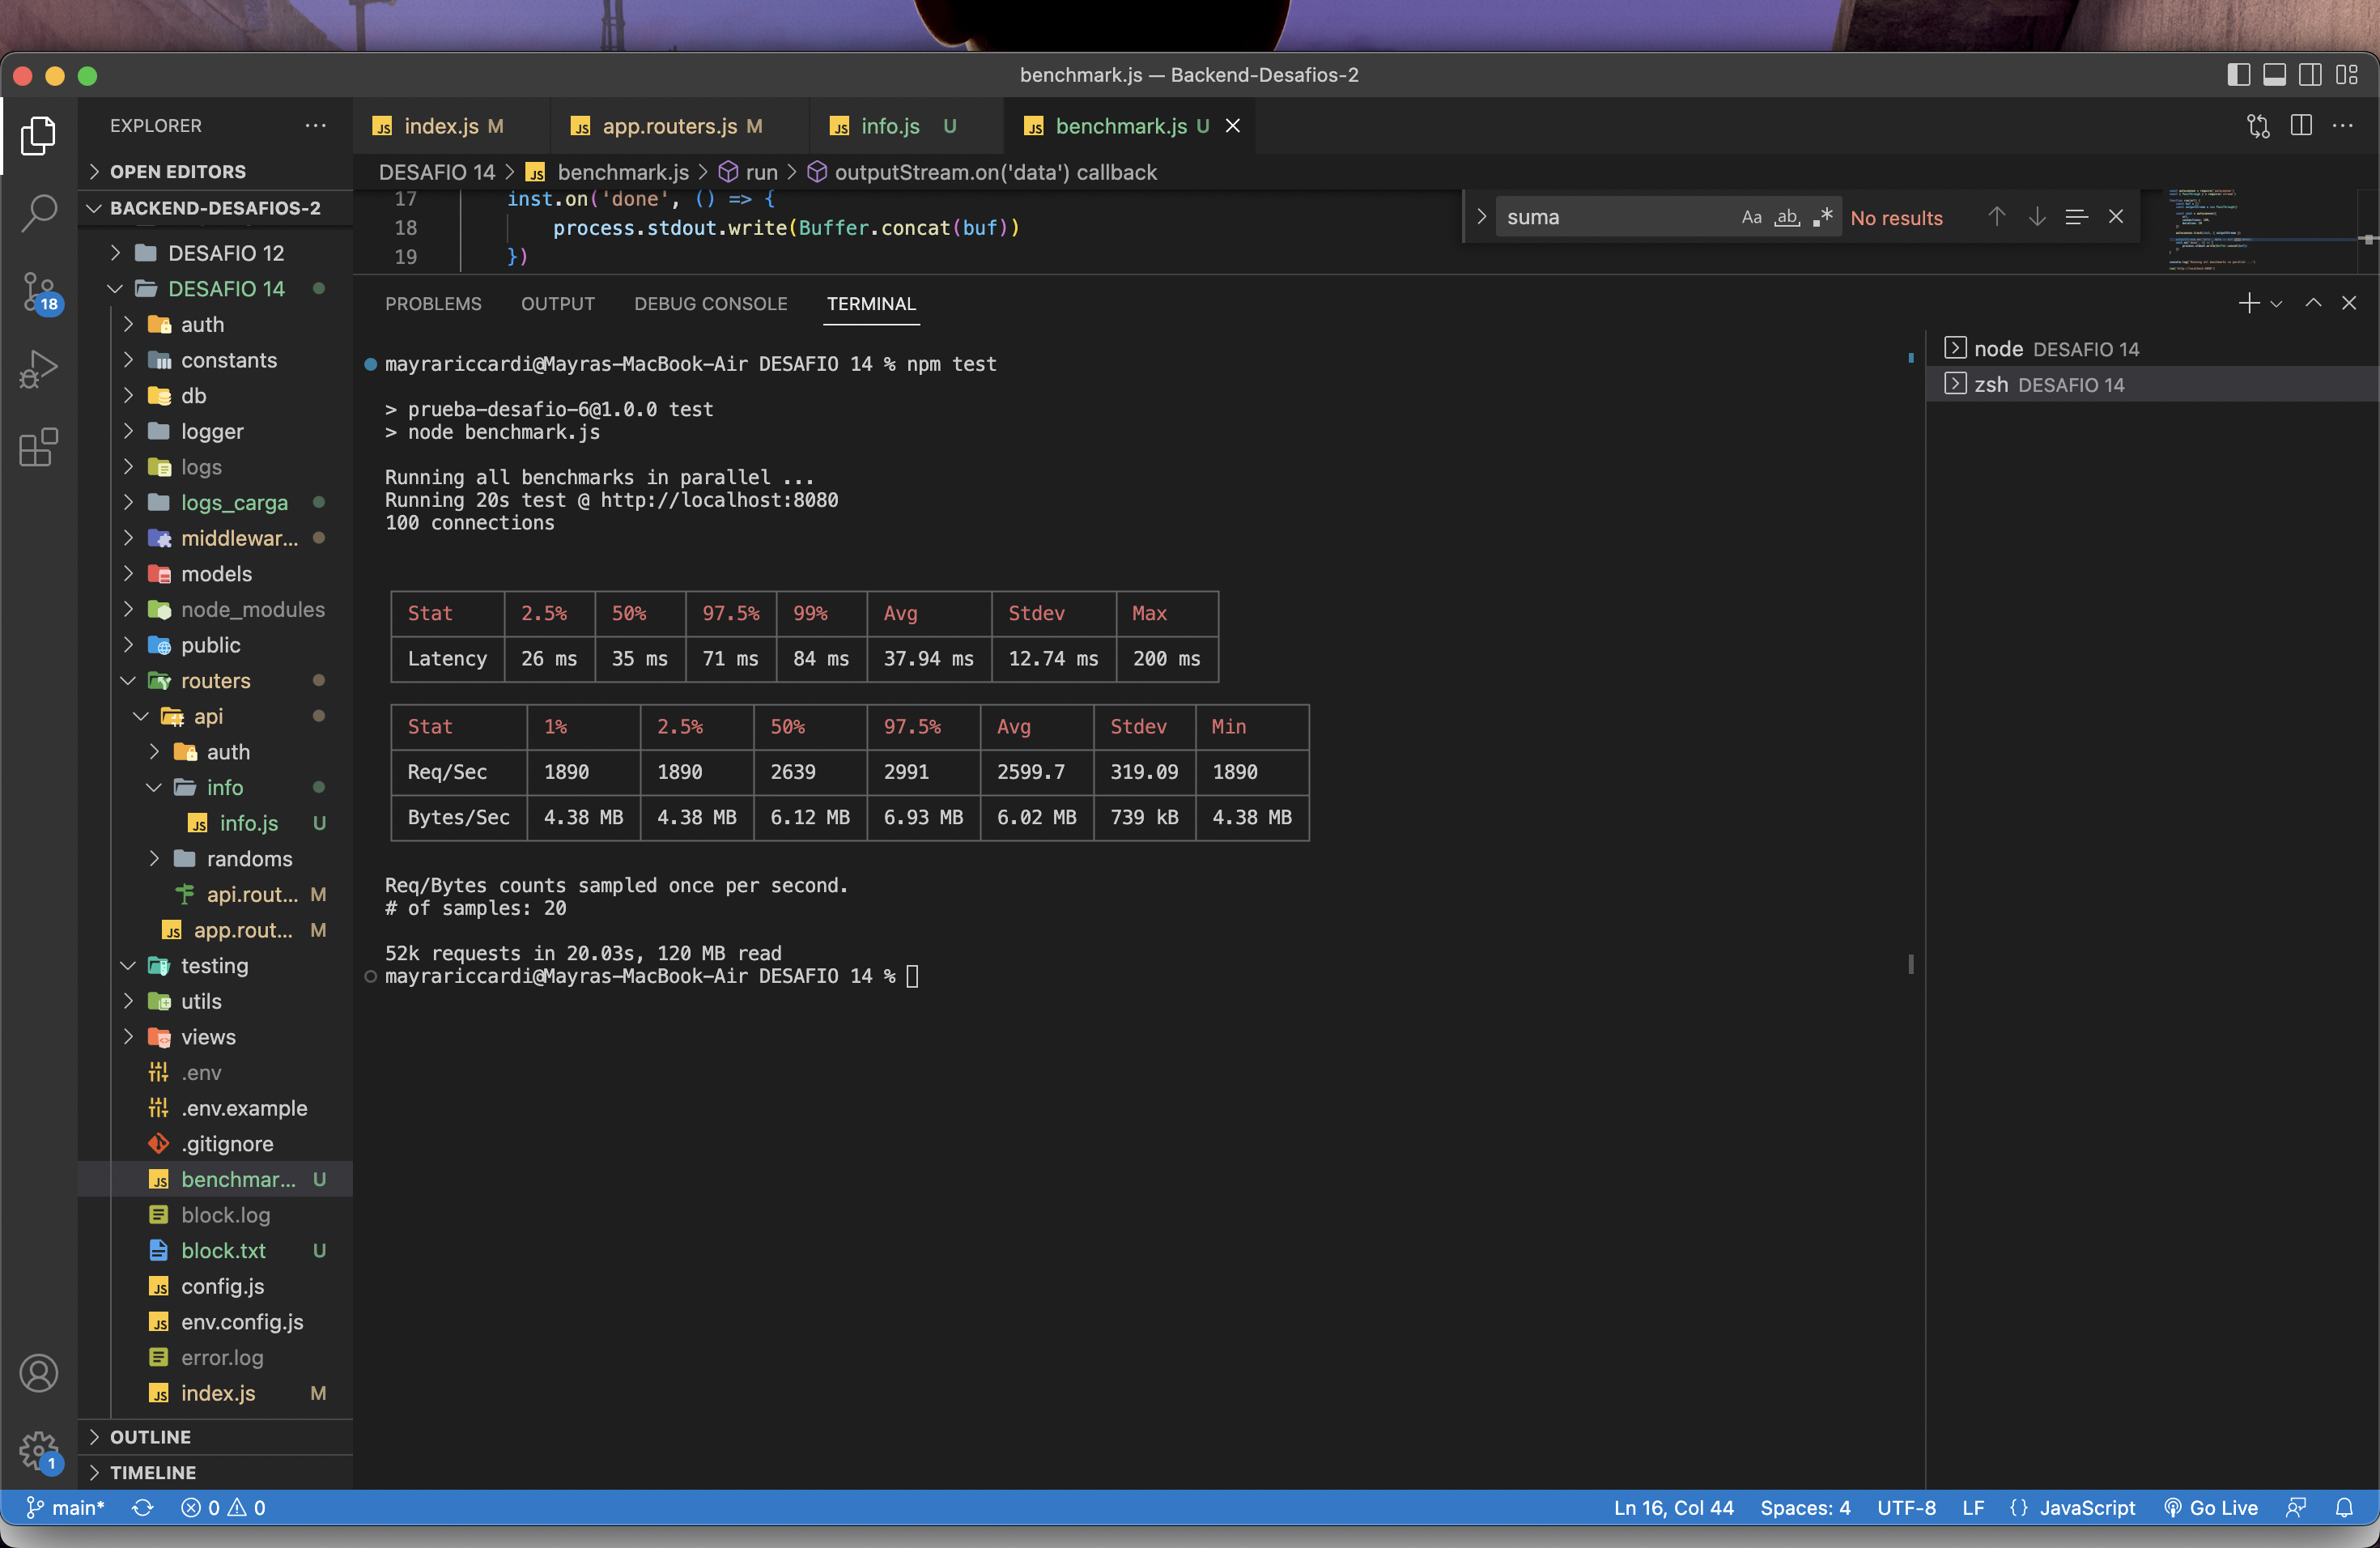 benchmark.js — Backend-Desafios-2
EXPLORER
OPEN EDITORS
BACKEND-DESAFIOS-2
DESAFIO 12
DESAFIO 14
auth
constants
db
logger
logs
logs_carga
middlewar...
models
node_modules
public
routers
api
auth
info
info.js U
randoms
api.rout... M
app.rout... M
testing
utils
views
.env
.env.example
.gitignore
benchmar... U
block.log
block.txt U
config.js
env.config.js
error.log
index.js M
OUTLINE
TIMELINE
18
1
index.js M
app.routers.js M
info.js U
benchmark.js U
DESAFIO 14 > benchmark.js > run > outputStream.on('data') callback
17 inst.on('done', () => {
18 process.stdout.write(Buffer.concat(buf))
19 })
suma Aa ab .* No results
PROBLEMS OUTPUT DEBUG CONSOLE TERMINAL
mayrariccardi@Mayras-MacBook-Air DESAFIO 14 % npm test
> prueba-desafio-6@1.0.0 test
> node benchmark.js
Running all benchmarks in parallel ...
Running 20s test @ http://localhost:8080
100 connections
Stat 2.5% 50% 97.5% 99% Avg Stdev Max
Latency 26 ms 35 ms 71 ms 84 ms 37.94 ms 12.74 ms 200 ms
Stat 1% 2.5% 50% 97.5% Avg Stdev Min
Req/Sec 1890 1890 2639 2991 2599.7 319.09 1890
Bytes/Sec 4.38 MB 4.38 MB 6.12 MB 6.93 MB 6.02 MB 739 kB 4.38 MB
Req/Bytes counts sampled once per second.
# of samples: 20
52k requests in 20.03s, 120 MB read
mayrariccardi@Mayras-MacBook-Air DESAFIO 14 %
node DESAFIO 14
zsh DESAFIO 14
main* 0 0
Ln 16, Col 44 Spaces: 4 UTF-8 LF {} JavaScript Go Live